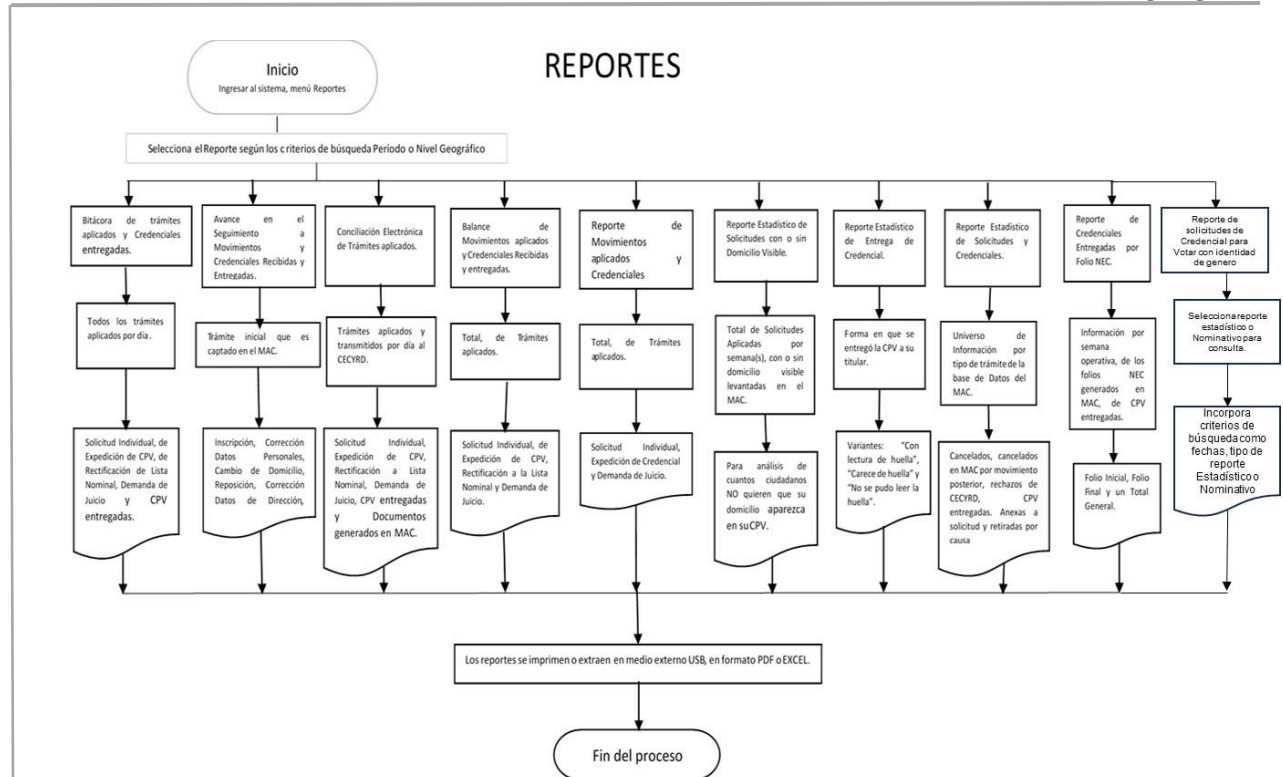 REPORTES
Inicio
Ingresar al sistema, menú Reportes
Selecciona el Reporte según los criterios de búsqueda Período o Nivel Geográfico
Bitácora de trámites
aplicados y Credenciales
entregadas.
Todos los trámites
aplicados por día.
Solicitud Individual, de
Expedición de CPV, de
Rectificación de Lista
Nominal, Demanda de
Juicio y CPV
entregadas.
Avance en el
Seguimiento a
Movimientos y
Credenciales Recibidas y
Entregadas.
Trámite inicial que es
captado en el MAC.
Inscripción, Corrección
Datos Personales,
Cambio de Domicilio,
Reposición, Corrección
Datos de Dirección,
Conciliación Electrónica
de Trámites aplicados.
Trámites aplicados y
transmitidos por día al
CECYRD.
Solicitud Individual,
Expedición de CPV,
Rectificación a Lista
Nominal, Demanda de
Juicio, CPV entregadas
y Documentos
generados en MAC.
Balance de
Movimientos aplicados
y Credenciales Recibidas
y entregadas.
Total, de Trámites
aplicados.
Solicitud Individual, de
Expedición de CPV,
Rectificación a la Lista
Nominal y Demanda de
Juicio.
Reporte de
Movimientos
aplicados y
Credenciales
Total, de Trámites
aplicados.
Solicitud Individual,
Expedición de Credencial
y Demanda de Juicio.
Reporte Estadístico de
Solicitudes con o sin
Domicilio Visible.
Total de Solicitudes
Aplicadas por
semana(s), con o sin
domicilio visible
levantadas en el
MAC.
Para análisis de
cuantos ciudadanos
NO quieren que su
domicilio aparezca
en su CPV.
Reporte Estadístico
de Entrega de
Credencial.
Forma en que se
entregó la CPV a su
titular.
Variantes: "Con
lectura de huella",
"Carece de huella" y
"No se pudo leer la
huella".
Reporte Estadístico
de Solicitudes y
Credenciales.
Universo de
Información por
tipo de trámite de la
base de Datos del
MAC.
Cancelados, cancelados
en MAC por movimiento
posterior, rechazos de
CECYRD, CPV
entregadas. Anexas a
solicitud y retiradas por
causa
Reporte de
Credenciales
Entregadas por
Folio NEC.
Información por
semana
operativa, de los
folios NEC
generados en
MAC, de CPV
entregadas.
Folio Inicial, Folio
Final y un Total
General.
Reporte de
solicitudes de
Credencial para
Votar con identidad
de genero
Selecciona reporte
estadístico o
Nominativo para
consulta.
Incorpora
criterios de
búsqueda como
fechas, tipo de
reporte
Estadístico o
Nominativo
Los reportes se imprimen o extraen en medio externo USB, en formato PDF o EXCEL.
Fin del proceso